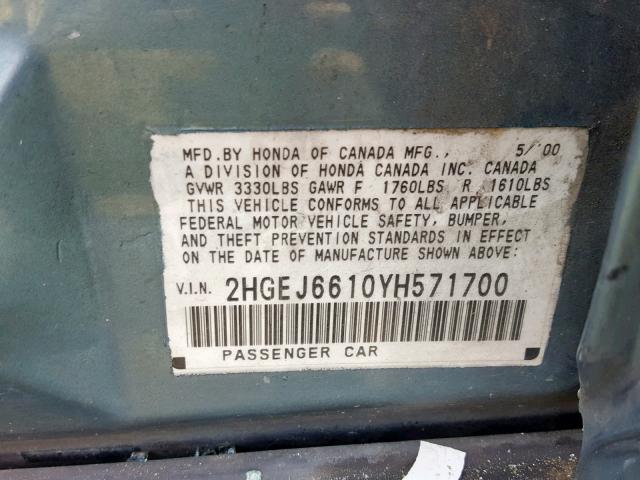 MFD.BY HONDA OF CANADA MFG., 5/00
A DIVISION OF HONDA CANADA INC. CANADA
GVWR 3330LBS GAWR F 1760LBS R 1610LBS
THIS VEHICLE CONFORMS TO ALL APPLICABLE
FEDERAL MOTOR VEHICLE SAFETY, BUMPER,
AND THEFT PREVENTION STANDARDS IN EFFECT
ON THE DATE OF MANUFACTURE SHOWN ABOVE:
V.I.N. 2HGEJ6610YH571700
PASSENGER CAR